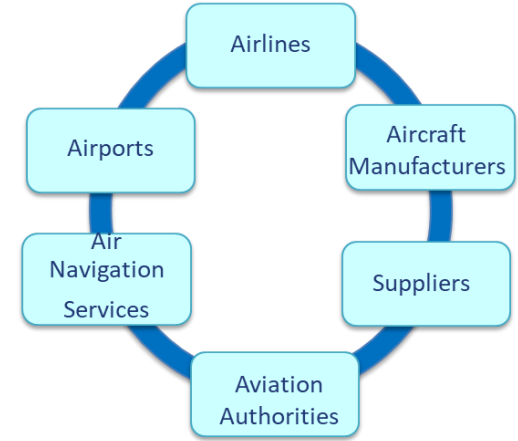 Airlines
Airports
Aircraft
Manufacturers
Air
Navigation
Services
Suppliers
Aviation
Authorities